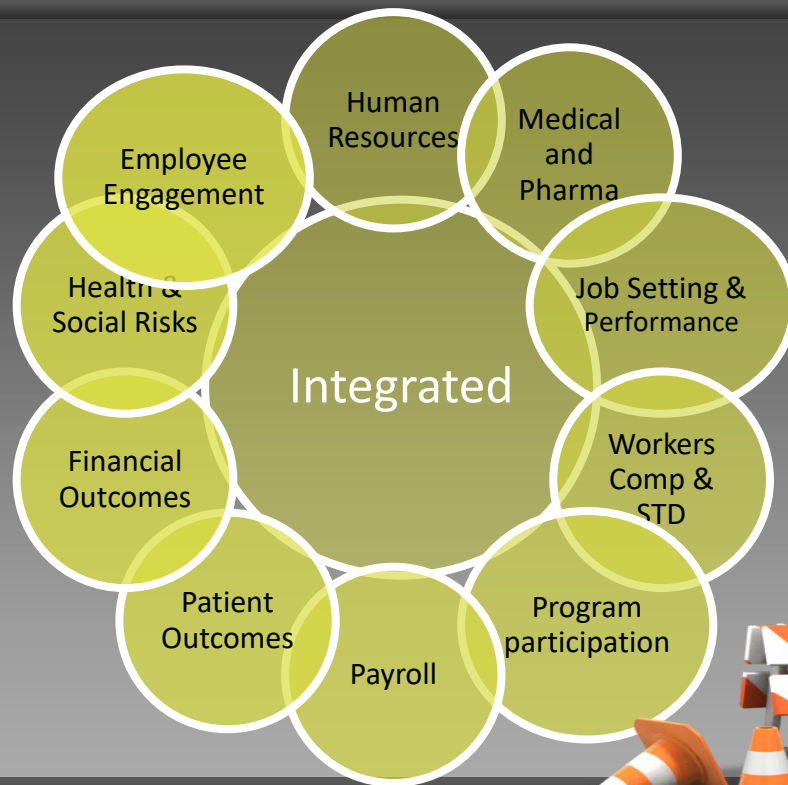 Human
Resources
Medical
and
Pharma
Job Setting &
Performance
Workers
Comp &
STD
Program
participation
Payroll
Patient
Outcomes
Financial
Outcomes
Health &
Social Risks
Employee
Engagement
Integrated